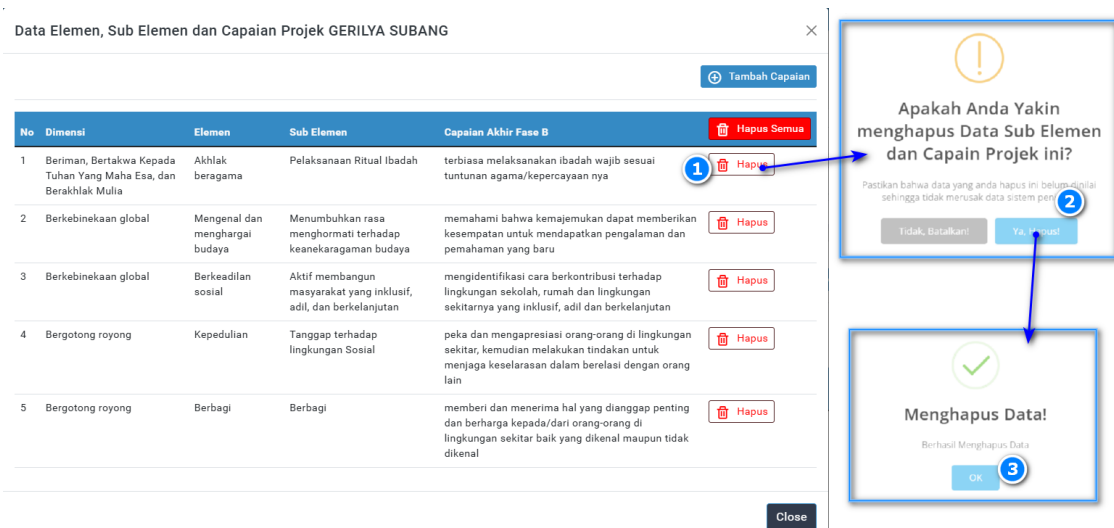 Data Elemen, Sub Elemen dan Capaian Projek GERILYA SUBANG
Tambah Capaian
No Dimensi Elemen Sub Elemen Capaian Akhir Fase B Hapus Semua
1 Beriman, Bertakwa Kepada Akhlak Pelaksanaan Ritual Ibadah terbiasa melaksanakan ibadah wajib sesuai 1 Hapus
Tuhan Yang Maha Esa, dan beragama tuntunan agama/kepercayaan nya
Berakhlak Mulia
2 Berkebinekaan global Mengenal dan Menumbuhkan rasa memahami bahwa kemajemukan dapat memberikan Hapus
menghargai menghormati terhadap kesempatan untuk mendapatkan pengalaman dan
budaya keanekaragaman budaya pemahaman yang baru
3 Berkebinekaan global Berkeadilan Aktif membangun mengidentifikasi cara berkontribusi terhadap Hapus
sosial masyarakat yang inklusif, lingkungan sekolah, rumah dan lingkungan
adil, dan berkelanjutan sekitarnya yang inklusif, adil dan berkelanjutan
4 Bergotong royong Kepedulian Tanggap terhadap peka dan mengapresiasi orang-orang di lingkungan Hapus
lingkungan Sosial sekitar, kemudian melakukan tindakan untuk
menjaga keselarasan dalam berelasi dengan orang
lain
5 Bergotong royong Berbagi Berbagi memberi dan menerima hal yang dianggap penting Hapus
dan berharga kepada/dari orang-orang di
lingkungan sekitar baik yang dikenal maupun tidak
dikenal
Close
Apakah Anda Yakin
menghapus Data Sub Elemen
dan Capain Projek ini?
Pastikan bahwa data yang anda hapus ini belum dinilai
sehingga tidak merusak data sistem 2
Tidak, Batalkan! Ya, Hapus!
Menghapus Data!
Berhasil Menghapus Data
OK 3